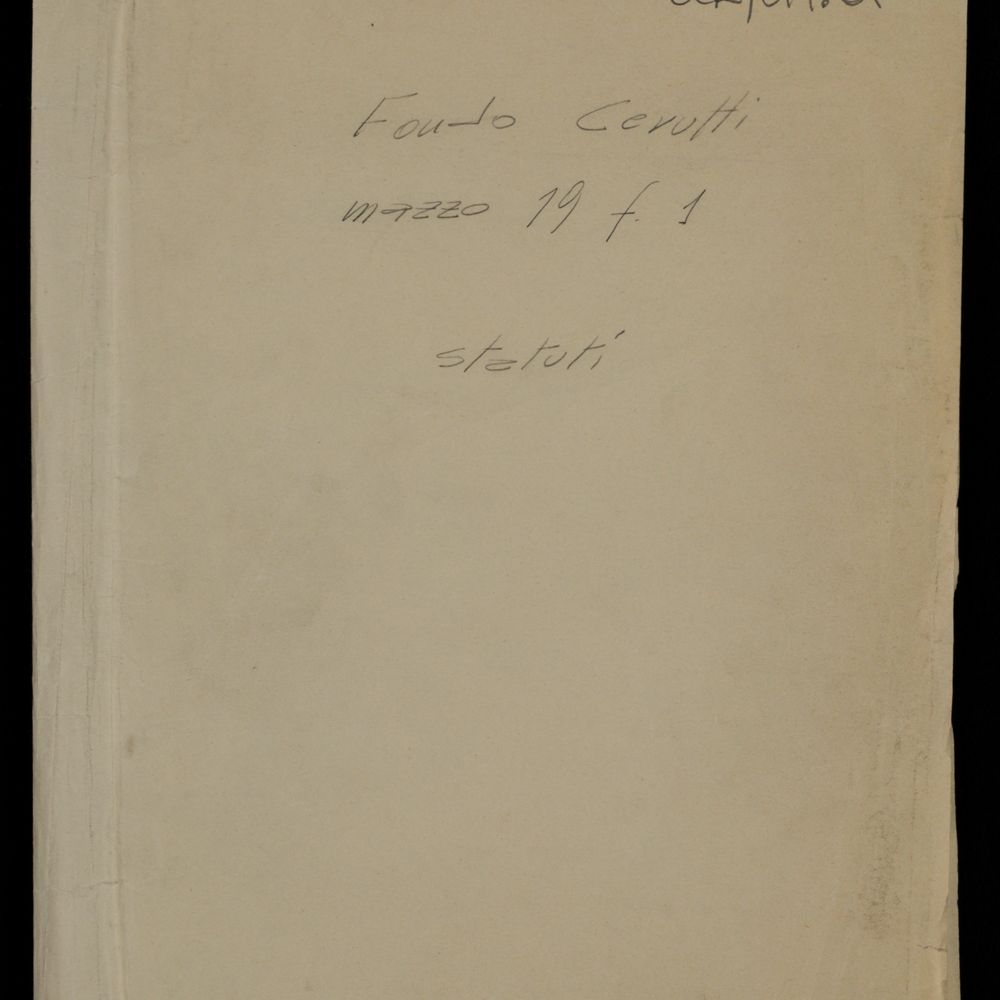 Fondo Cerutti
mazzo 19 f. 1
statuti